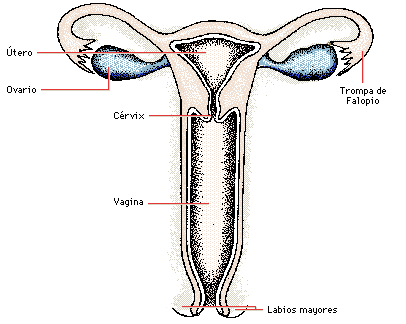 Útero
Ovario
Trompa de
Falopio
Cérvix
Vagina
Labios mayores